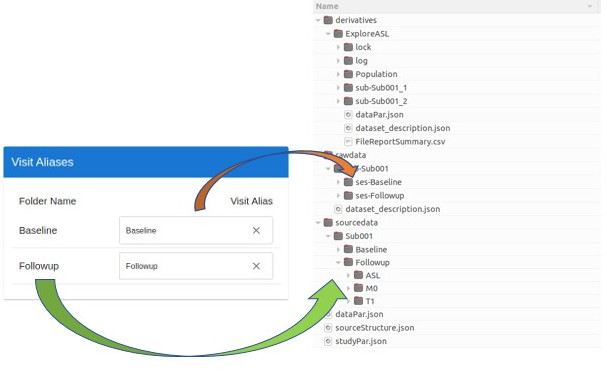 Name
derivatives
ExploreASL
lock
log
Population
sub-Sub001_1
sub-Sub001_2
dataPar.json
dataset_description.json
FileReportSummary.csv
rawdata
-Sub001
ses-Baseline
ses-Followup
dataset_description.json
sourcedata
Sub001
Baseline
Followup
ASL
M0
T1
dataPar.json
sourceStructure.json
studyPar.json
Visit Aliases
Folder Name Visit Alias
Baseline Baseline
Followup Followup